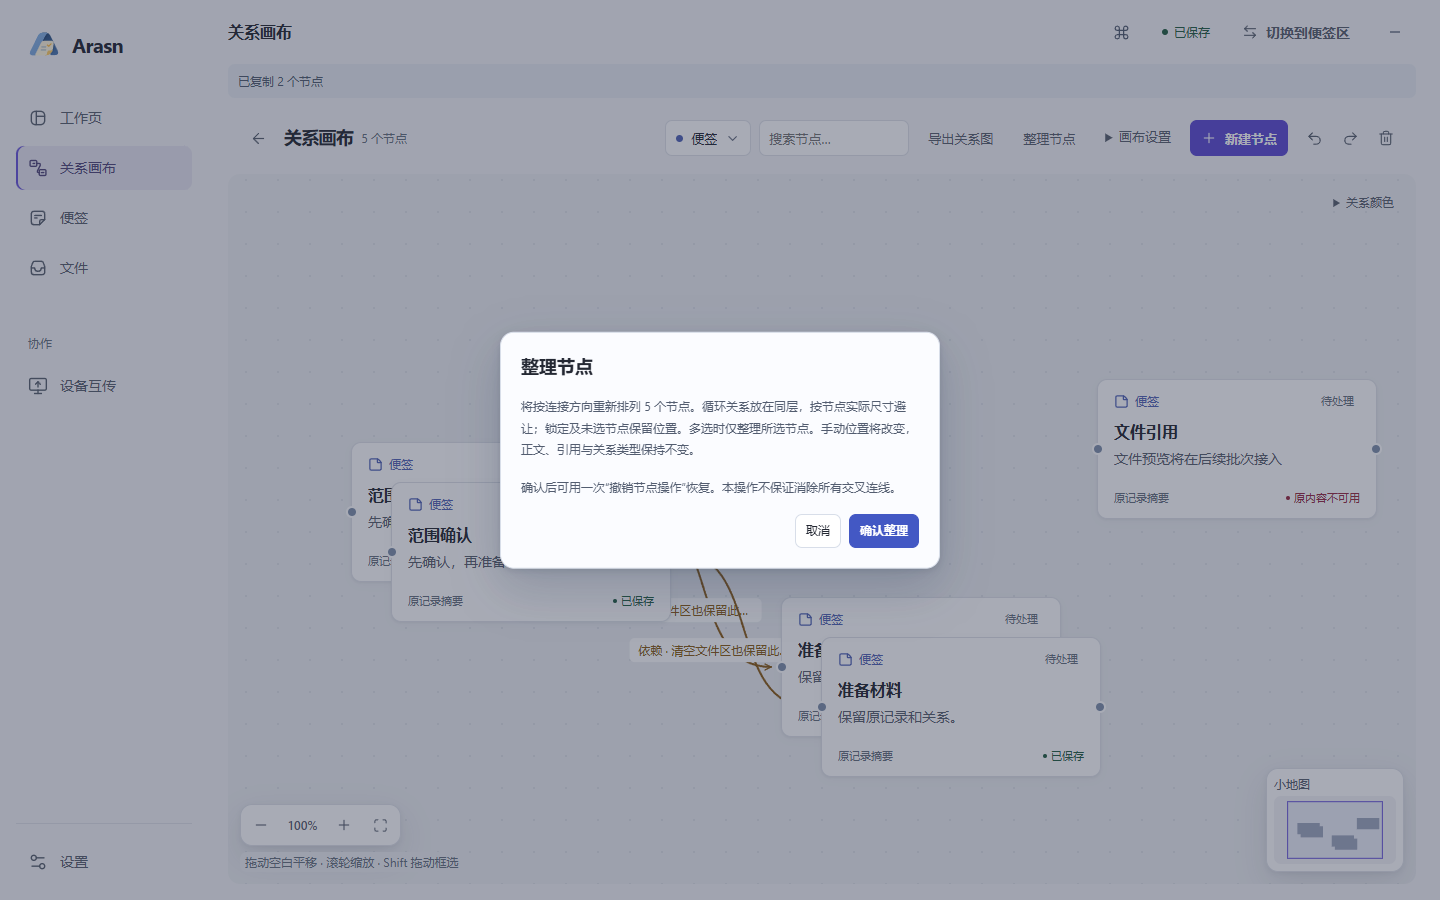 Arasn
工作页
关系画布
便签
文件
协作
设备互传
设置
关系画布
已保存
切换到便签区
已复制 2 个节点
关系画布 5 个节点
便签
搜索节点...
导出关系图
整理节点
画布设置
新建节点
关系颜色
整理节点
将按连接方向重新排列 5 个节点。循环关系放在同层，按节点实际尺寸避
让；锁定及未选节点保留位置。多选时仅整理所选节点。手动位置将改变，
正文、引用与关系类型保持不变。
确认后可用一次“撤销节点操作”恢复。本操作不保证消除所有交叉连线。
取消
确认整理
便签
待处理
文件引用
文件预览将在后续批次接入
原记录摘要
原内容不可用
便签
范围
先确
原记
便签
范围确认
先确认，再准备
原记录摘要
已保存
件区也保留此...
依赖 · 清空文件区也保留此
便签
待处理
准备
保留
原记
便签
待处理
准备材料
保留原记录和关系。
原记录摘要
已保存
小地图
100%
拖动空白平移 · 滚轮缩放 · Shift 拖动框选